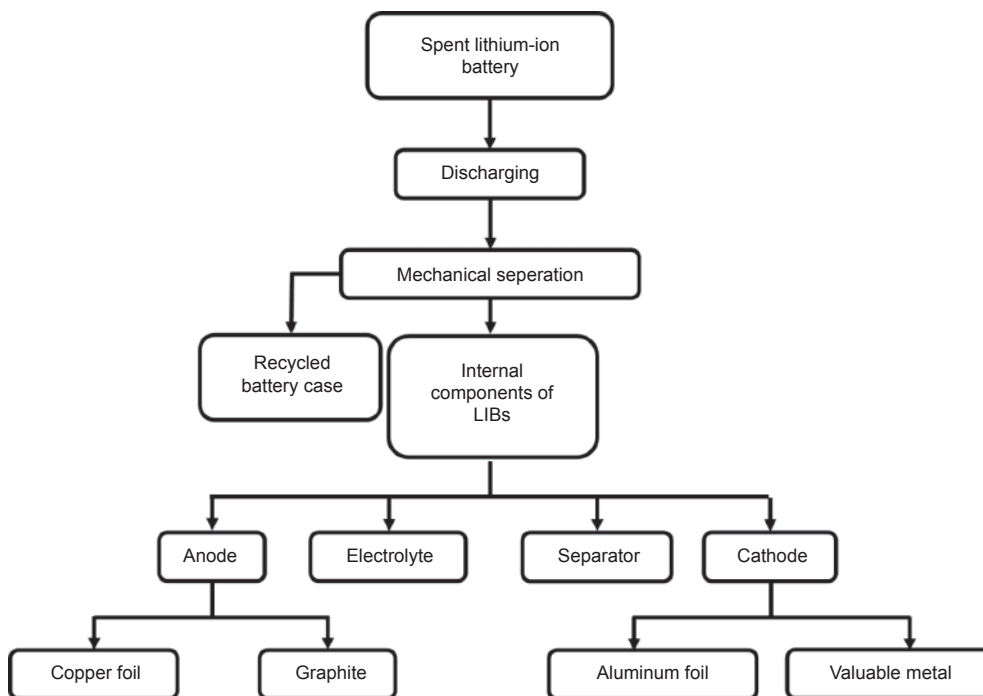 Spent lithium-ion
battery
Discharging
Mechanical seperation
Recycled
battery case
Internal
components of
LIBs
Anode
Electrolyte
Separator
Cathode
Copper foil
Graphite
Aluminum foil
Valuable metal